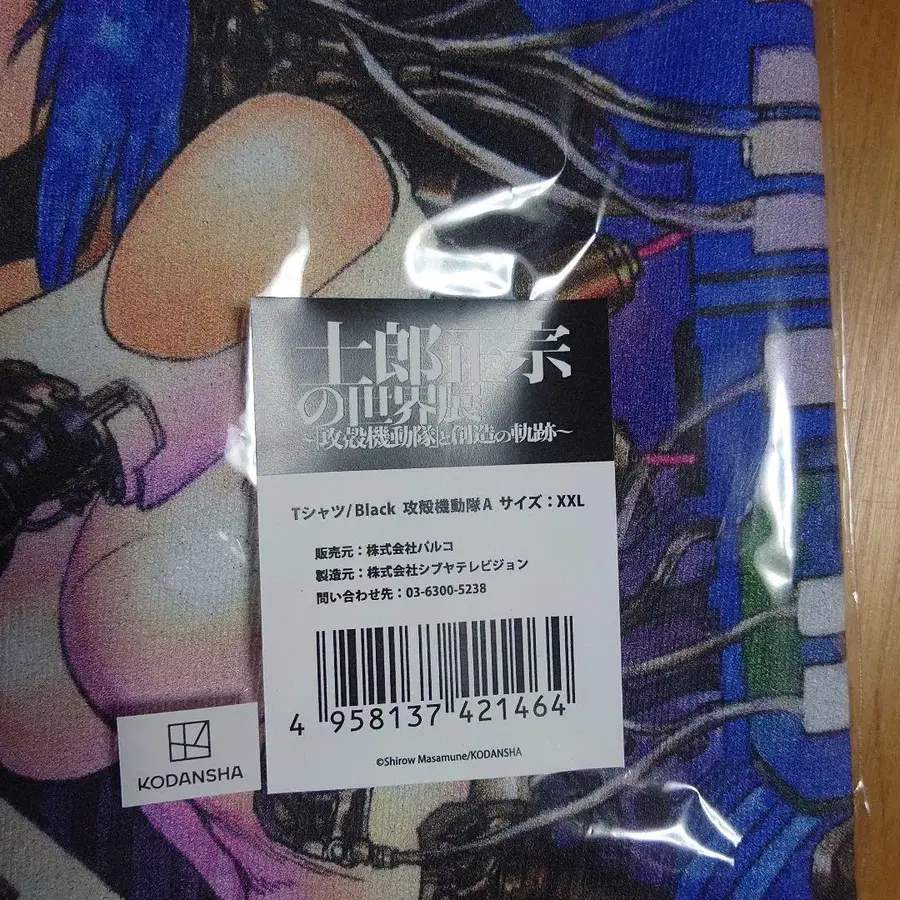 士郎正宗
の世界展
～「攻殻機動隊」と創造の軌跡～
Tシャツ/Black 攻殻機動隊A サイズ：XXL
販売元：株式会社パルコ
製造元：株式会社シブヤテレビジョン
問い合わせ先：03-6300-5238
4 958137 421464
©Shirow Masamune/KODANSHA
KODANSHA